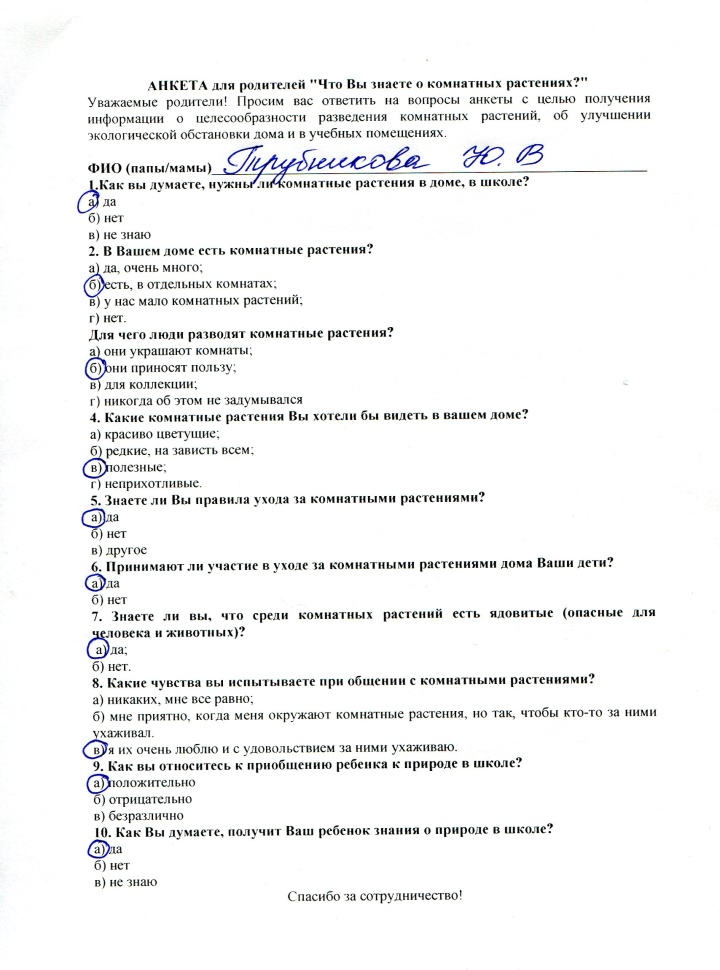 АНКЕТА для родителей "Что Вы знаете о комнатных растениях?"
Уважаемые родители! Просим вас ответить на вопросы анкеты с целью получения
информации о целесообразности разведения комнатных растений, об улучшении
экологической обстановки дома и в учебных помещениях.
ФИО (папы/мамы) Трубникова Ю. В
1.Как вы думаете, нужны ли комнатные растения в доме, в школе?
а) да
б) нет
в) не знаю
2. В Вашем доме есть комнатные растения?
а) да, очень много;
б) есть, в отдельных комнатах;
в) у нас мало комнатных растений;
г) нет.
Для чего люди разводят комнатные растения?
а) они украшают комнаты;
б) они приносят пользу;
в) для коллекции;
г) никогда об этом не задумывался
4. Какие комнатные растения Вы хотели бы видеть в вашем доме?
а) красиво цветущие;
б) редкие, на зависть всем;
в) полезные;
г) неприхотливые.
5. Знаете ли Вы правила ухода за комнатными растениями?
а) да
б) нет
в) другое
6. Принимают ли участие в уходе за комнатными растениями дома Ваши дети?
а) да
б) нет
7. Знаете ли вы, что среди комнатных растений есть ядовитые (опасные для
человека и животных)?
а) да;
б) нет.
8. Какие чувства вы испытываете при общении с комнатными растениями?
а) никаких, мне все равно;
б) мне приятно, когда меня окружают комнатные растения, но так, чтобы кто-то за ними
ухаживал.
в) я их очень люблю и с удовольствием за ними ухаживаю.
9. Как вы относитесь к приобщению ребенка к природе в школе?
а) положительно
б) отрицательно
в) безразлично
10. Как Вы думаете, получит Ваш ребенок знания о природе в школе?
а) да
б) нет
в) не знаю
Спасибо за сотрудничество!